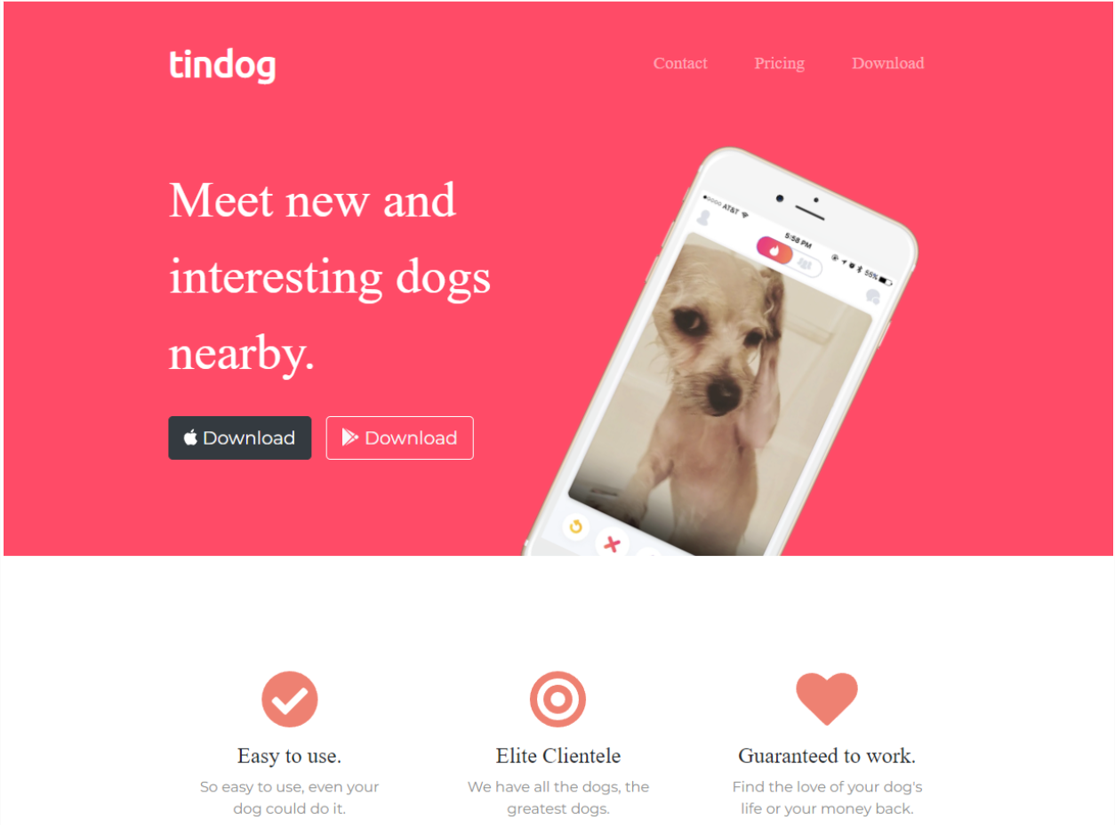 tindog
Contact Pricing Download
Meet new and
interesting dogs
nearby.
Download Download
AT&T 5:58 PM 55%
Easy to use. Elite Clientele Guaranteed to work.
So easy to use, even your We have all the dogs, the Find the love of your dog's
dog could do it. greatest dogs. life or your money back.